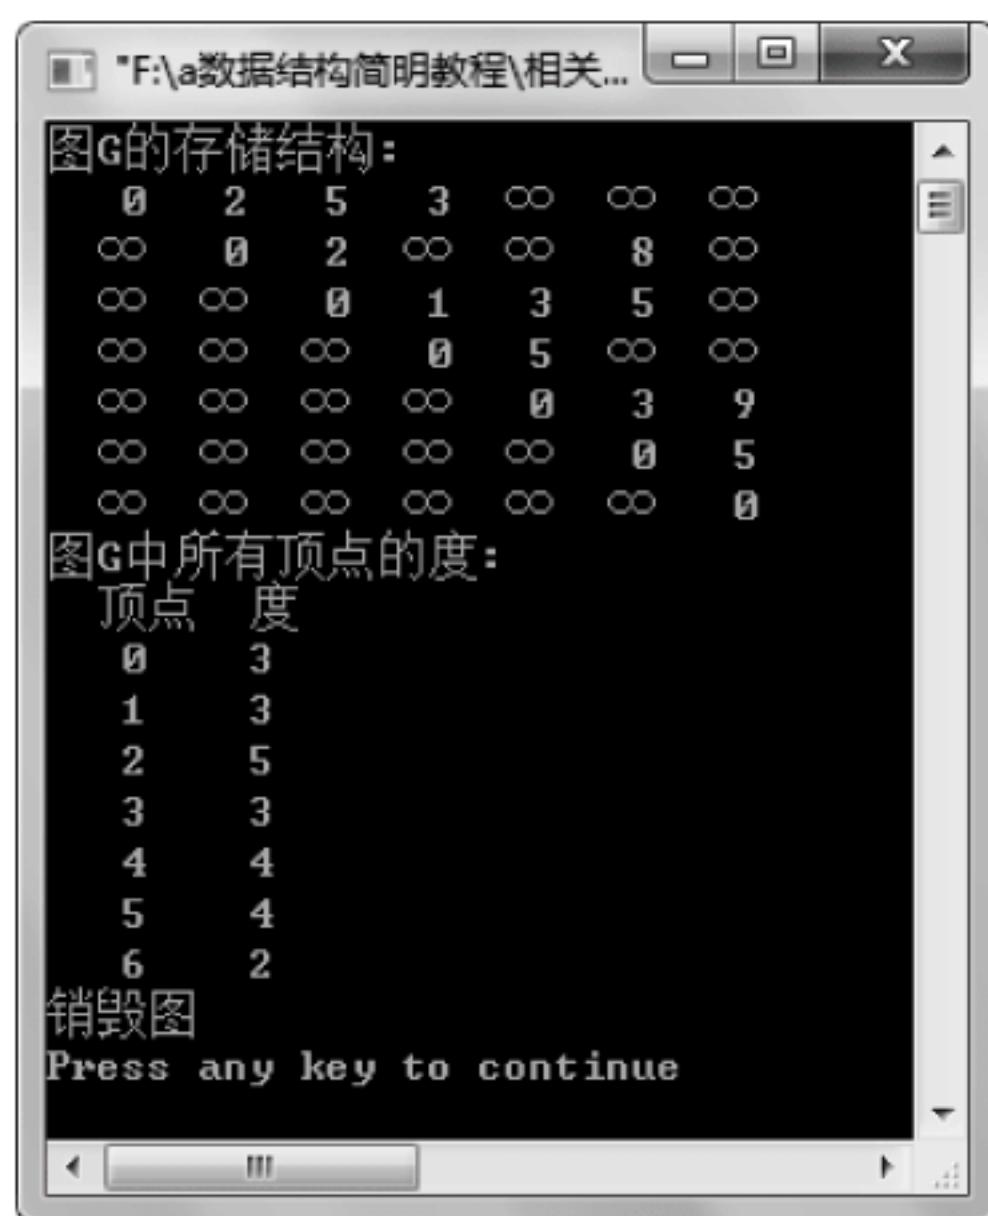 "F:\a数据结构简明教程\相关...
图G的存储结构:
0 2 5 3 ∞ ∞ ∞
∞ 0 2 ∞ ∞ 8 ∞
∞ ∞ 0 1 3 5 ∞
∞ ∞ ∞ 0 5 ∞ ∞
∞ ∞ ∞ ∞ 0 3 9
∞ ∞ ∞ ∞ ∞ 0 5
∞ ∞ ∞ ∞ ∞ ∞ 0
图G中所有顶点的度:
顶点 度
0 3
1 3
2 5
3 3
4 4
5 4
6 2
销毁图
Press any key to continue